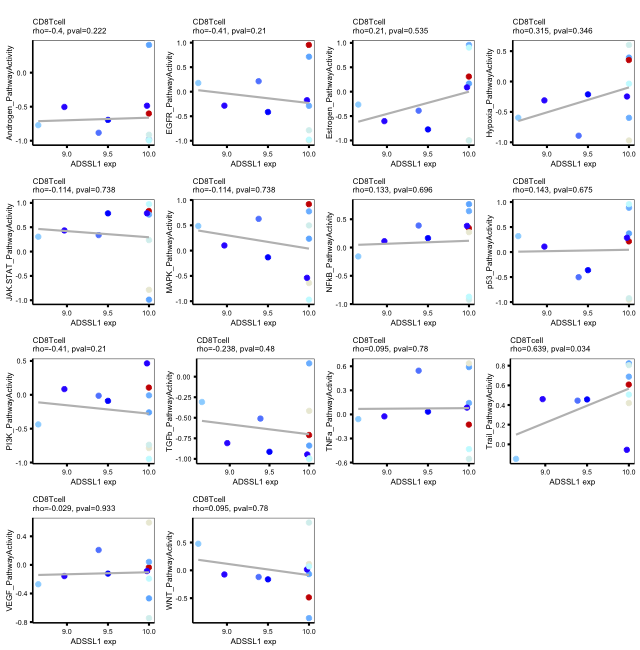 CD8Tcell
rho=-0.4, pval=0.222
Androgen_PathwayActivity
0.0
-0.5
-1.0
9.0
9.5
10.0
ADSSL1 exp
CD8Tcell
rho=-0.41, pval=0.21
EGFR_PathwayActivity
1.0
0.5
0.0
-0.5
-1.0
9.0
9.5
10.0
ADSSL1 exp
CD8Tcell
rho=0.21, pval=0.535
Estrogen_PathwayActivity
1.0
0.5
0.0
-0.5
-1.0
9.0
9.5
10.0
ADSSL1 exp
CD8Tcell
rho=0.315, pval=0.346
Hypoxia_PathwayActivity
0.5
0.0
-0.5
-1.0
9.0
9.5
10.0
ADSSL1 exp
CD8Tcell
rho=-0.114, pval=0.738
JAK-STAT_PathwayActivity
1.0
0.5
0.0
-0.5
-1.0
9.0
9.5
10.0
ADSSL1 exp
CD8Tcell
rho=-0.114, pval=0.738
MAPK_PathwayActivity
1.0
0.5
0.0
-0.5
-1.0
9.0
9.5
10.0
ADSSL1 exp
CD8Tcell
rho=0.133, pval=0.696
NFkB_PathwayActivity
0.5
0.0
-0.5
-1.0
9.0
9.5
10.0
ADSSL1 exp
CD8Tcell
rho=0.143, pval=0.675
p53_PathwayActivity
1.0
0.5
0.0
-0.5
-1.0
9.0
9.5
10.0
ADSSL1 exp
CD8Tcell
rho=-0.41, pval=0.21
PI3K_PathwayActivity
0.5
0.0
-0.5
-1.0
9.0
9.5
10.0
ADSSL1 exp
CD8Tcell
rho=-0.238, pval=0.48
TGFb_PathwayActivity
0.00
-0.25
-0.50
-0.75
-1.00
9.0
9.5
10.0
ADSSL1 exp
CD8Tcell
rho=0.095, pval=0.78
TNFa_PathwayActivity
0.6
0.3
0.0
-0.3
-0.6
9.0
9.5
10.0
ADSSL1 exp
CD8Tcell
rho=0.639, pval=0.034
Trail_PathwayActivity
0.8
0.6
0.4
0.2
0.0
9.0
9.5
10.0
ADSSL1 exp
CD8Tcell
rho=-0.029, pval=0.933
VEGF_PathwayActivity
0.4
0.0
-0.4
-0.8
9.0
9.5
10.0
ADSSL1 exp
CD8Tcell
rho=0.095, pval=0.78
WNT_PathwayActivity
0.5
0.0
-0.5
9.0
9.5
10.0
ADSSL1 exp